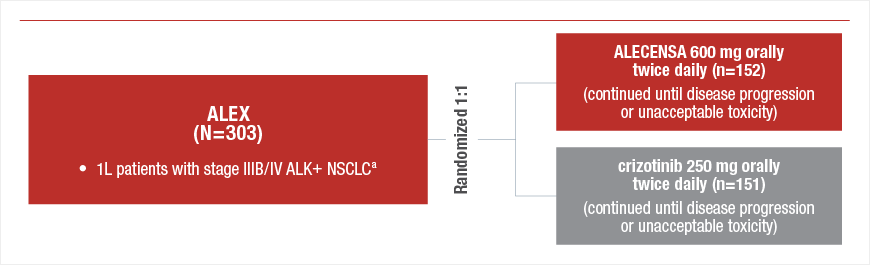 ALEX
(N=303)
• 1L patients with stage IIIB/IV ALK+ NSCLCᵃ
Randomized 1:1
ALECENSA 600 mg orally
twice daily (n=152)
(continued until disease progression
or unacceptable toxicity)
crizotinib 250 mg orally
twice daily (n=151)
(continued until disease progression
or unacceptable toxicity)